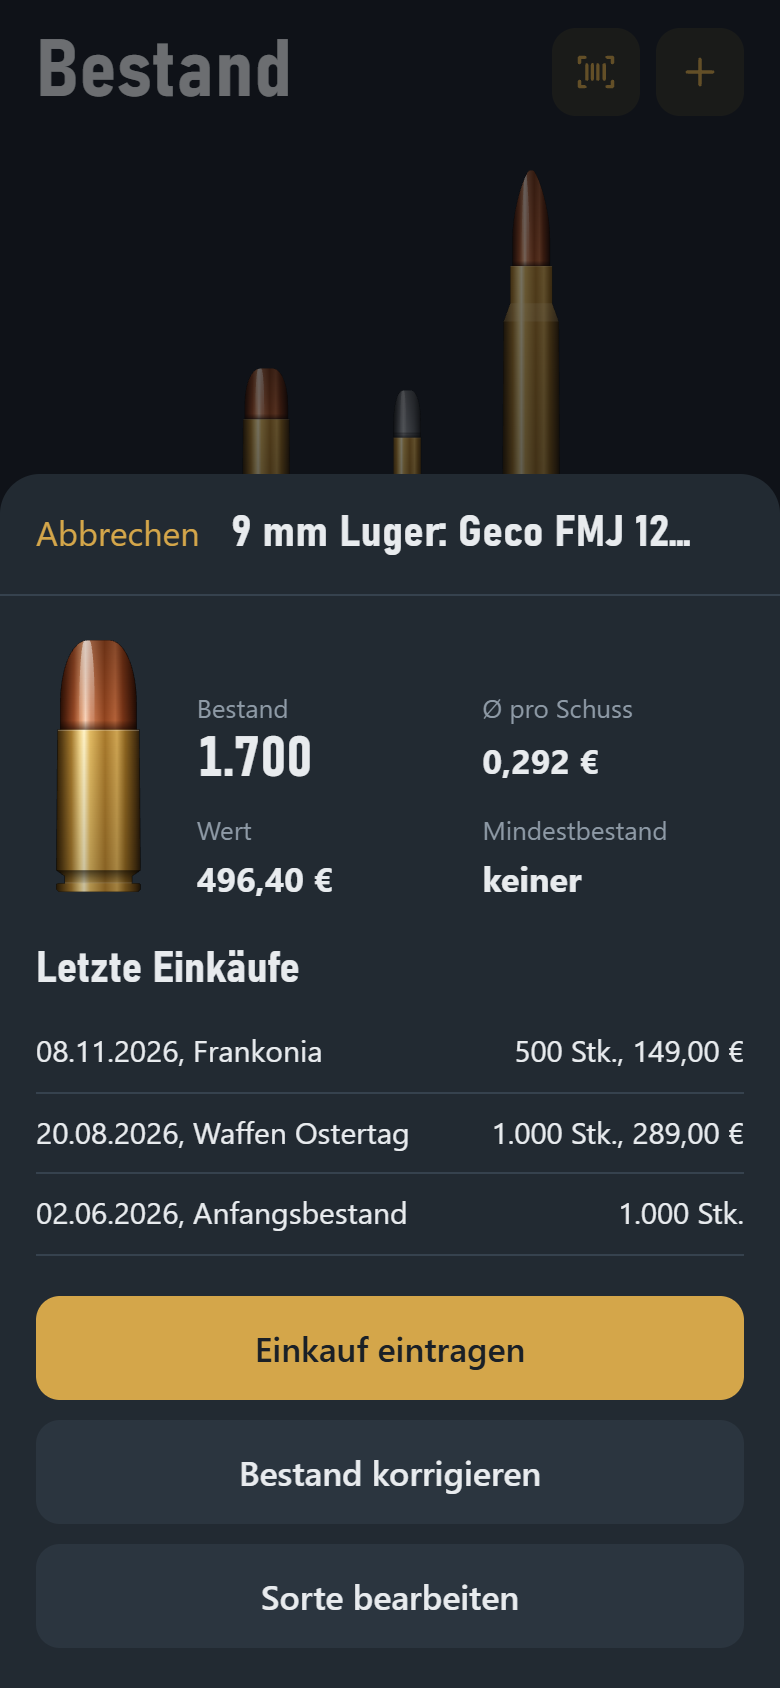 Bestand
Abbrechen
9 mm Luger: Geco FMJ 12...
Bestand
Ø pro Schuss
1.700
0,292 €
Wert
Mindestbestand
496,40 €
keiner
Letzte Einkäufe
08.11.2026, Frankonia
500 Stk., 149,00 €
20.08.2026, Waffen Ostertag
1.000 Stk., 289,00 €
02.06.2026, Anfangsbestand
1.000 Stk.
Einkauf eintragen
Bestand korrigieren
Sorte bearbeiten